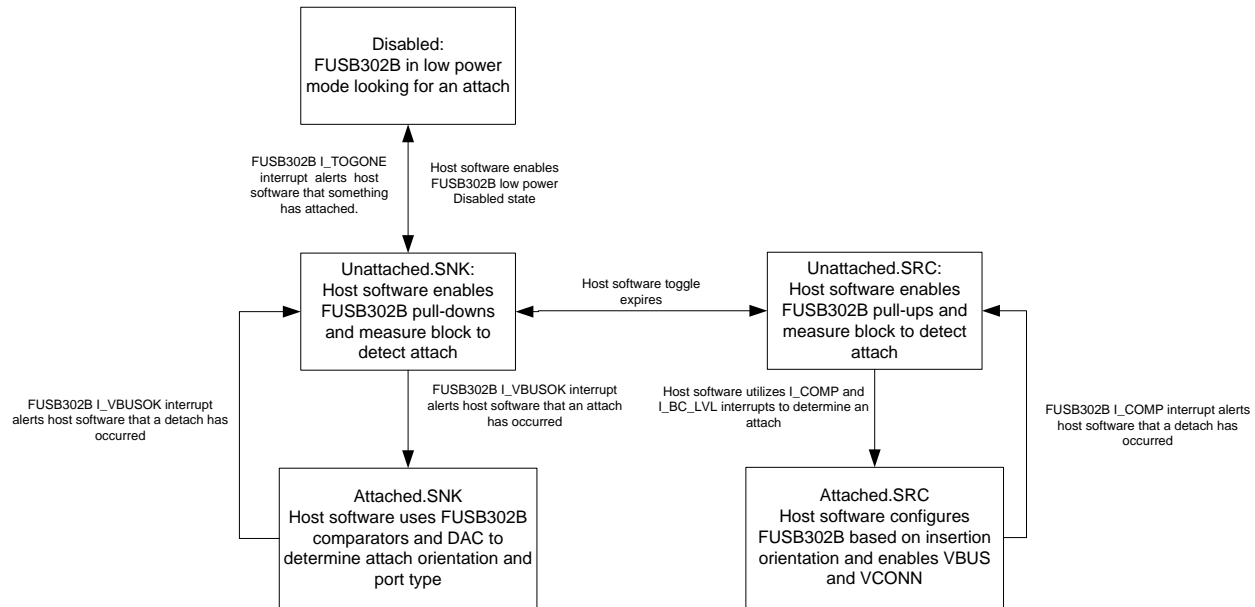 Disabled:
FUSB302B in low power
mode looking for an attach
FUSB302B I_TOGONE
interrupt alerts host
software that something
has attached.
Host software enables
FUSB302B low power
Disabled state
Unattached.SNK:
Host software enables
FUSB302B pull-downs
and measure block to
detect attach
Host software toggle
expires
Unattached.SRC:
Host software enables
FUSB302B pull-ups and
measure block to detect
attach
FUSB302B I_VBUSOK interrupt
alerts host software that a detach has
occurred
FUSB302B I_VBUSOK interrupt
alerts host software that an attach
has occurred
Host software utilizes I_COMP and
I_BC_LVL interrupts to determine an
attach
FUSB302B I_COMP interrupt alerts
host software that a detach has
occurred
Attached.SNK
Host software uses FUSB302B
comparators and DAC to
determine attach orientation and
port type
Attached.SRC
Host software configures
FUSB302B based on insertion
orientation and enables VBUS
and VCONN